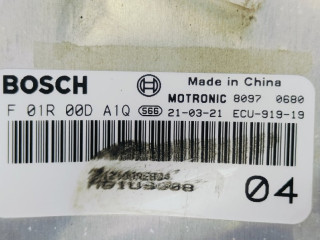 BOSCH
Made in China
MOTRONIC 8097 0680
F 01R 00D A1Q S66 21-03-21 ECU-919-19
04